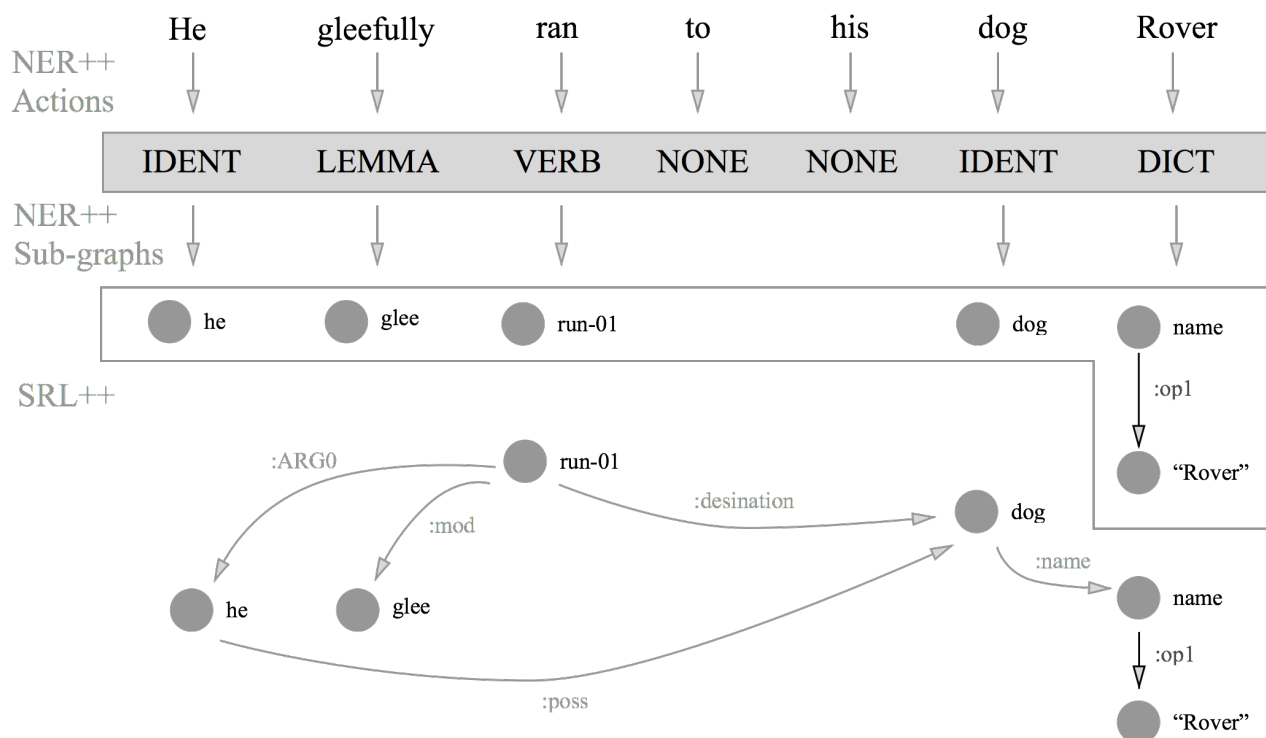 He gleefully ran to his dog Rover
NER++
Actions
IDENT LEMMA VERB NONE NONE IDENT DICT
NER++
Sub-graphs
he glee run-01 dog name
:op1
“Rover”
SRL++
:ARG0 run-01
:mod :desination dog
:name
he glee name
:op1
:poss
“Rover”